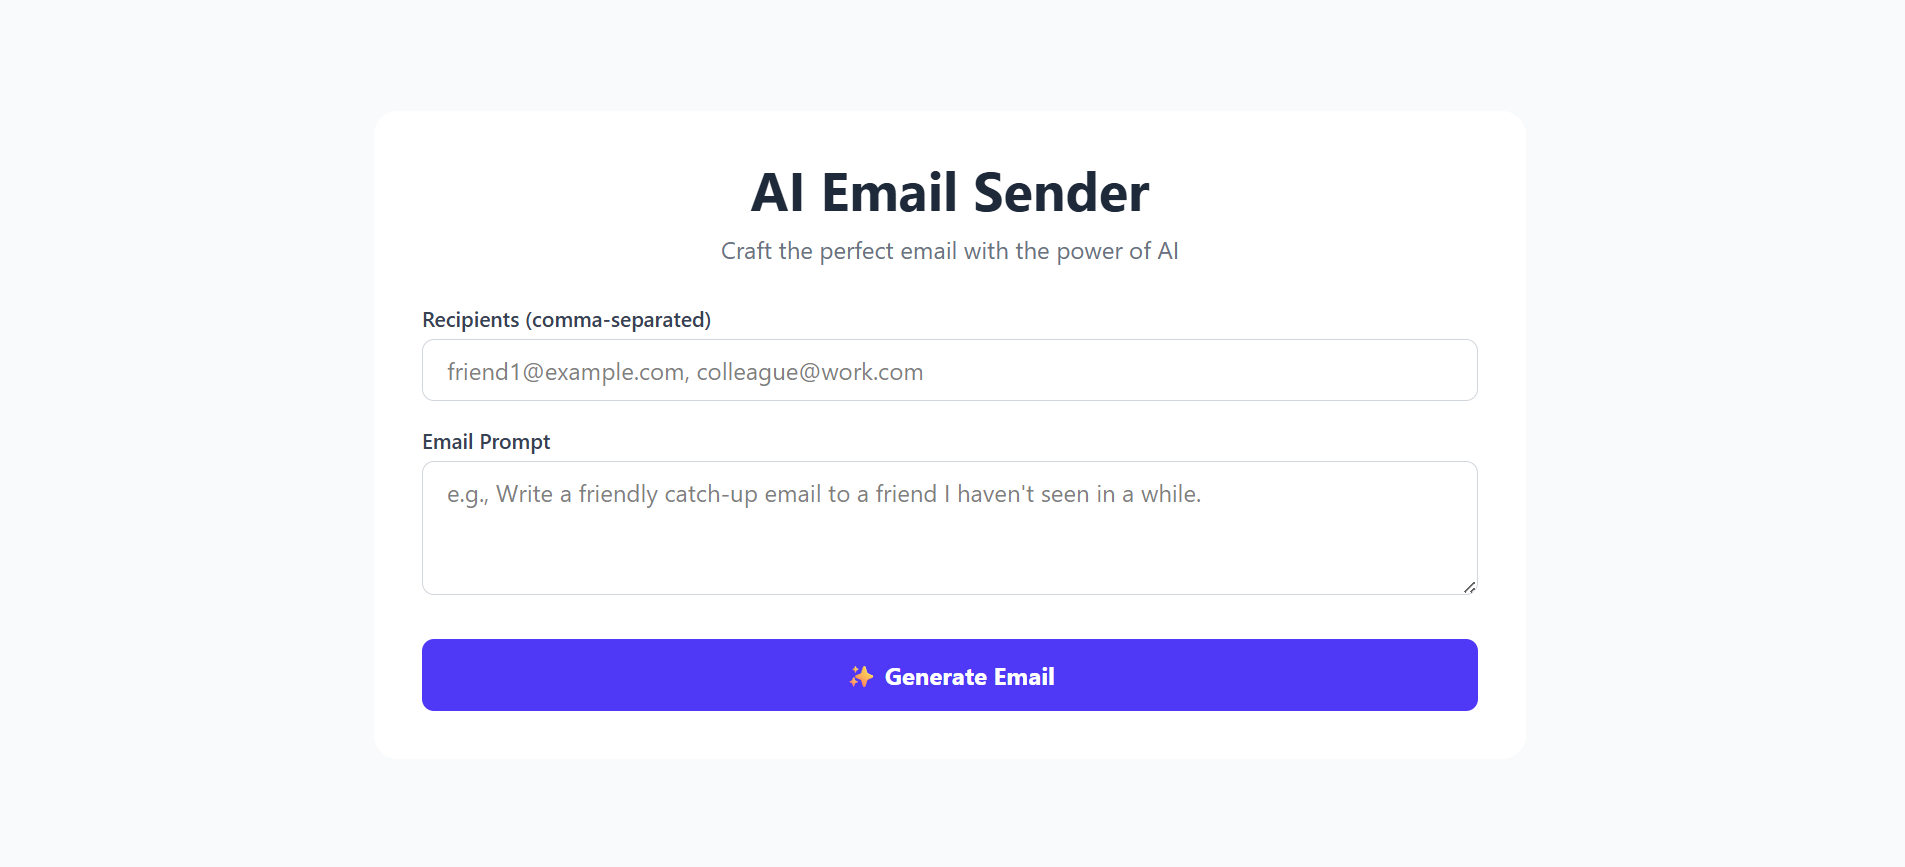 AI Email Sender
Craft the perfect email with the power of AI
Recipients (comma-separated)
friend1@example.com, colleague@work.com
Email Prompt
e.g., Write a friendly catch-up email to a friend I haven't seen in a while.
✨ Generate Email